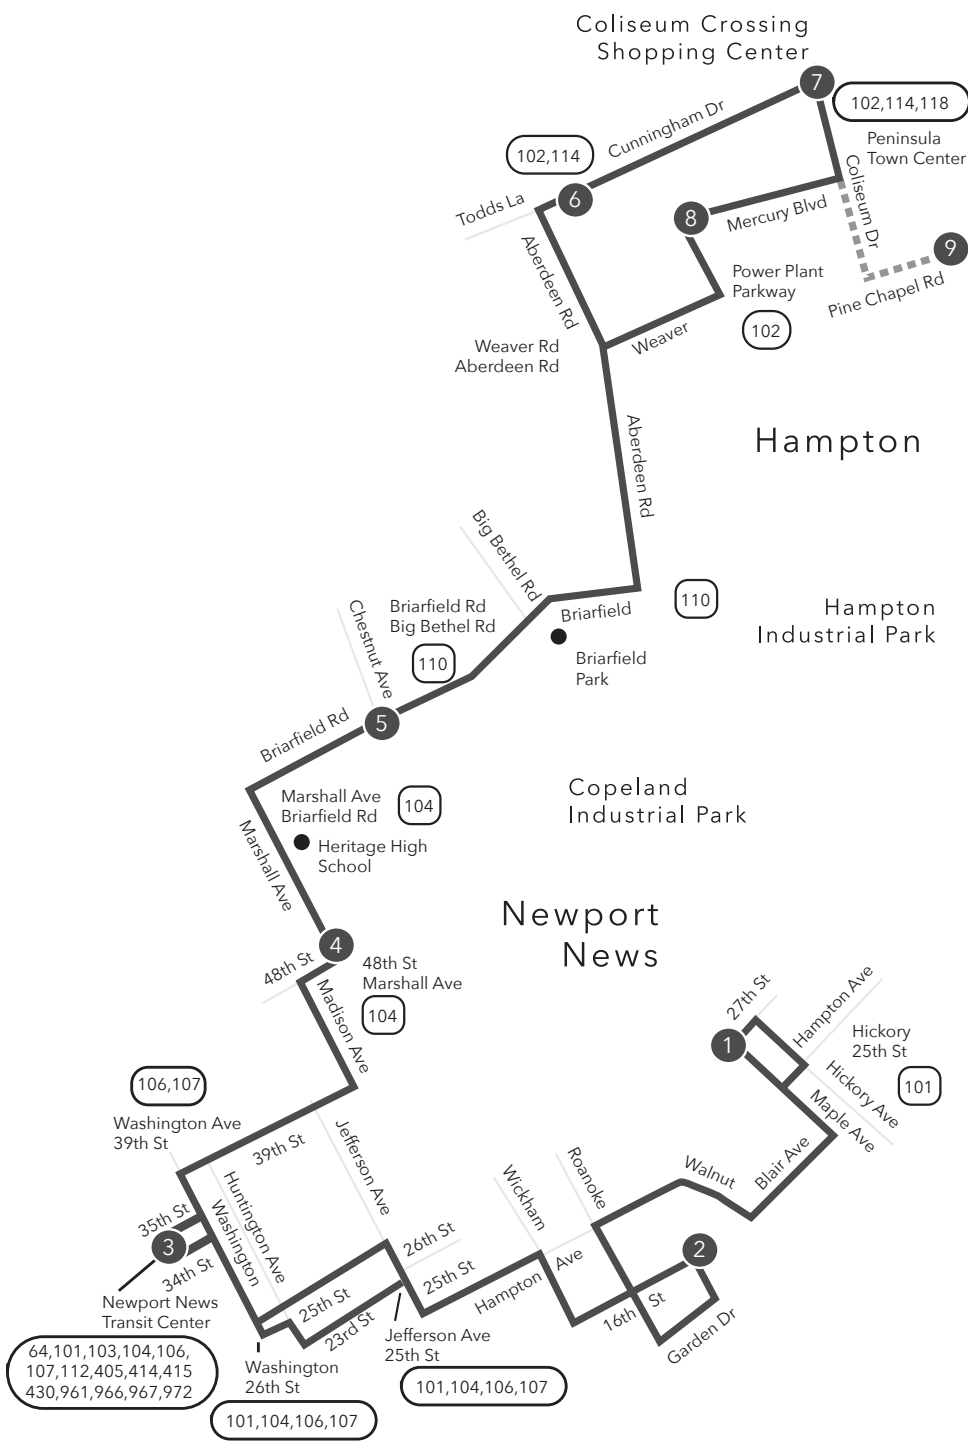 Coliseum Crossing
Shopping Center
7
102,114,118
Peninsula
Town Center
Cunningham Dr
102,114
6
Todds La
8
Mercury Blvd
Coliseum Dr
9
Pine Chapel Rd
Aberdeen Rd
Power Plant
Parkway
102
Weaver
Weaver Rd
Aberdeen Rd
Hampton
Aberdeen Rd
Big Bethel Rd
110
Hampton
Industrial Park
Briarfield
Briarfield Rd
Big Bethel Rd
110
Chestnut Ave
Briarfield
Park
5
Briarfield Rd
Copeland
Industrial Park
Marshall Ave
Briarfield Rd
104
Heritage High
School
Marshall Ave
Newport
News
4
48th St
48th St
Marshall Ave
104
Madison Ave
27th St
Hampton Ave
1
Hickory
25th St
101
Hickory Ave
Maple Ave
106,107
Washington Ave
39th St
39th St
Jefferson Ave
Roanoke
Wickham
Walnut
Blair Ave
35th St
3
34th St
Huntington Ave
Washington
26th St
25th St
Hampton
Ave
2
16th St
Garden Dr
25th St
23rd St
Newport News
Transit Center
64,101,103,104,106,
107,112,405,414,415
430,961,966,967,972
Washington
26th St
101,104,106,107
Jefferson Ave
25th St
101,104,106,107